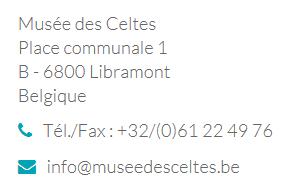 Musée des Celtes
Place communale 1
B - 6800 Libramont
Belgique
Tél./Fax : +32/(0)61 22 49 76
info@museedesceltes.be